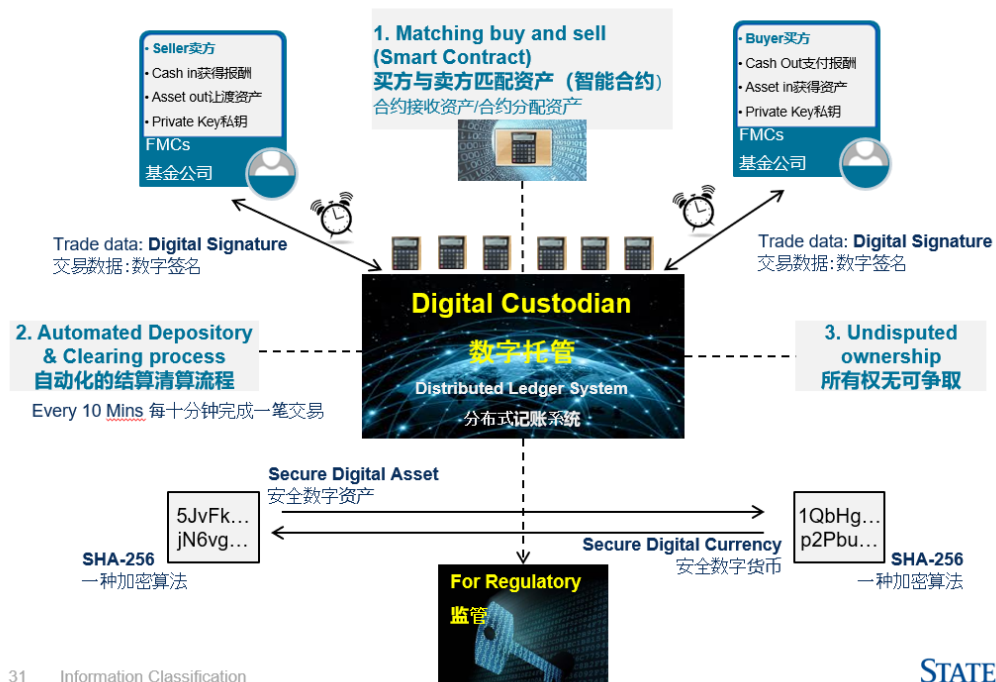 • Seller卖方
• Cash in获得报酬
• Asset out让渡资产
• Private Key私钥
FMCs
基金公司
1. Matching buy and sell
(Smart Contract)
买方与卖方匹配资产（智能合约）
合约接收资产/合约分配资产
• Buyer买方
• Cash Out支付报酬
• Asset in获得资产
• Private Key私钥
FMCs
基金公司
Trade data: Digital Signature
交易数据:数字签名
Trade data: Digital Signature
交易数据:数字签名
2. Automated Depository
& Clearing process
自动化的结算清算流程
Every 10 Mins 每十分钟完成一笔交易
Digital Custodian
数字托管
Distributed Ledger System
分布式记账系统
3. Undisputed
ownership
所有权无可争取
Secure Digital Asset
安全数字资产
5JvFk...
jN6vg...
SHA-256
一种加密算法
Secure Digital Currency
安全数字货币
1QbHg...
p2Pbu...
SHA-256
一种加密算法
For Regulatory
监管
31 Information Classification
STATE